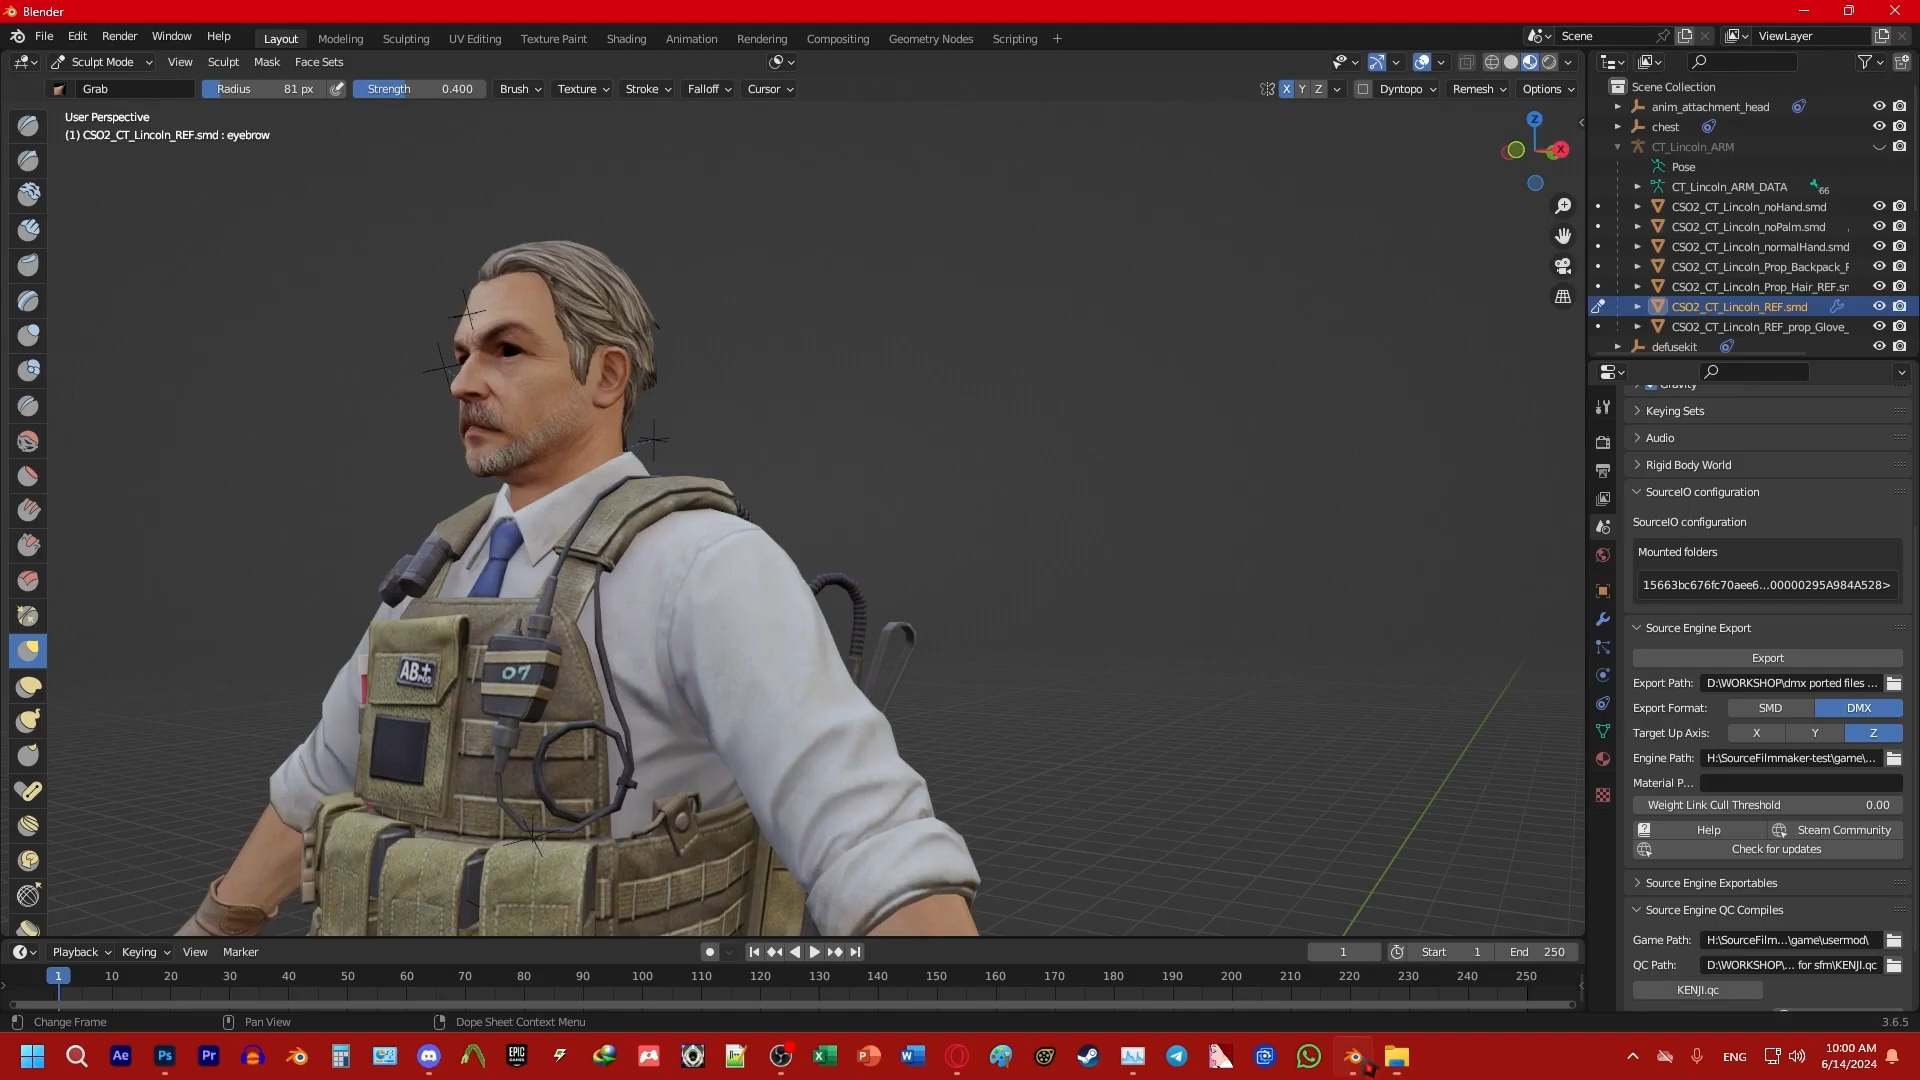 Blender
File Edit Render Window Help
Layout Modeling Sculpting UV Editing Texture Paint Shading Animation Rendering Compositing Geometry Nodes Scripting +
Scene
ViewLayer
Sculpt Mode View Sculpt Mask Face Sets
Grab Radius 81 px Strength 0.400 Brush Texture Stroke Falloff Cursor
X Y Z Dyntopo Remesh Options
User Perspective
(1) CSO2_CT_Lincoln_REF.smd : eyebrow
Z
X
AB+
POS
07
Scene Collection
anim_attachment_head
chest
CT_Lincoln_ARM
Pose
CT_Lincoln_ARM_DATA 66
CSO2_CT_Lincoln_noHand.smd
CSO2_CT_Lincoln_noPalm.smd
CSO2_CT_Lincoln_normalHand.smd
CSO2_CT_Lincoln_Prop_Backpack_F
CSO2_CT_Lincoln_Prop_Hair_REF.sr
CSO2_CT_Lincoln_REF.smd
CSO2_CT_Lincoln_REF_prop_Glove_
defusekit
Gravity
Keying Sets
Audio
Rigid Body World
SourceIO configuration
SourceIO configuration
Mounted folders
15663bc676fc70aee6...00000295A984A528>
Source Engine Export
Export
Export Path: D:\WORKSHOP\dmx ported files ...
Export Format: SMD DMX
Target Up Axis: X Y Z
Engine Path: H:\SourceFilmmaker-test\game\...
Material P...
Weight Link Cull Threshold 0.00
Help Steam Community
Check for updates
Source Engine Exportables
Source Engine QC Compiles
Game Path: H:\SourceFilm...\game\usermod\
QC Path: D:\WORKSHOP\... for sfm\KENJI.qc
KENJI.qc
Playback Keying View Marker
1 Start 1 End 250
1 10 20 30 40 50 60 70 80 90 100 110 120 130 140 150 160 170 180 190 200 210 220 230 240 250
Change Frame Pan View Dope Sheet Context Menu
3.6.5
Ae Ps Pr EPIC GAMES
ENG
10:00 AM
6/14/2024